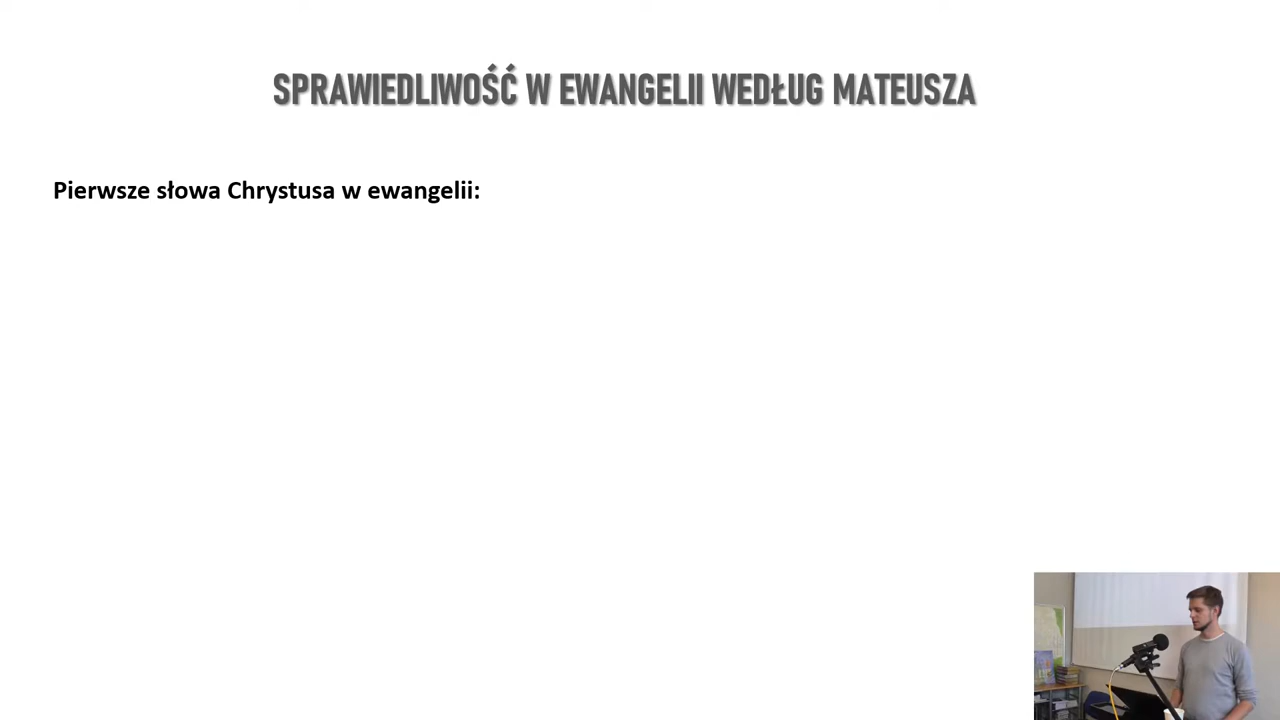 SPRAWIEDLIWOŚĆ W EWANGELII WEDŁUG MATEUSZA
Pierwsze słowa Chrystusa w ewangelii: